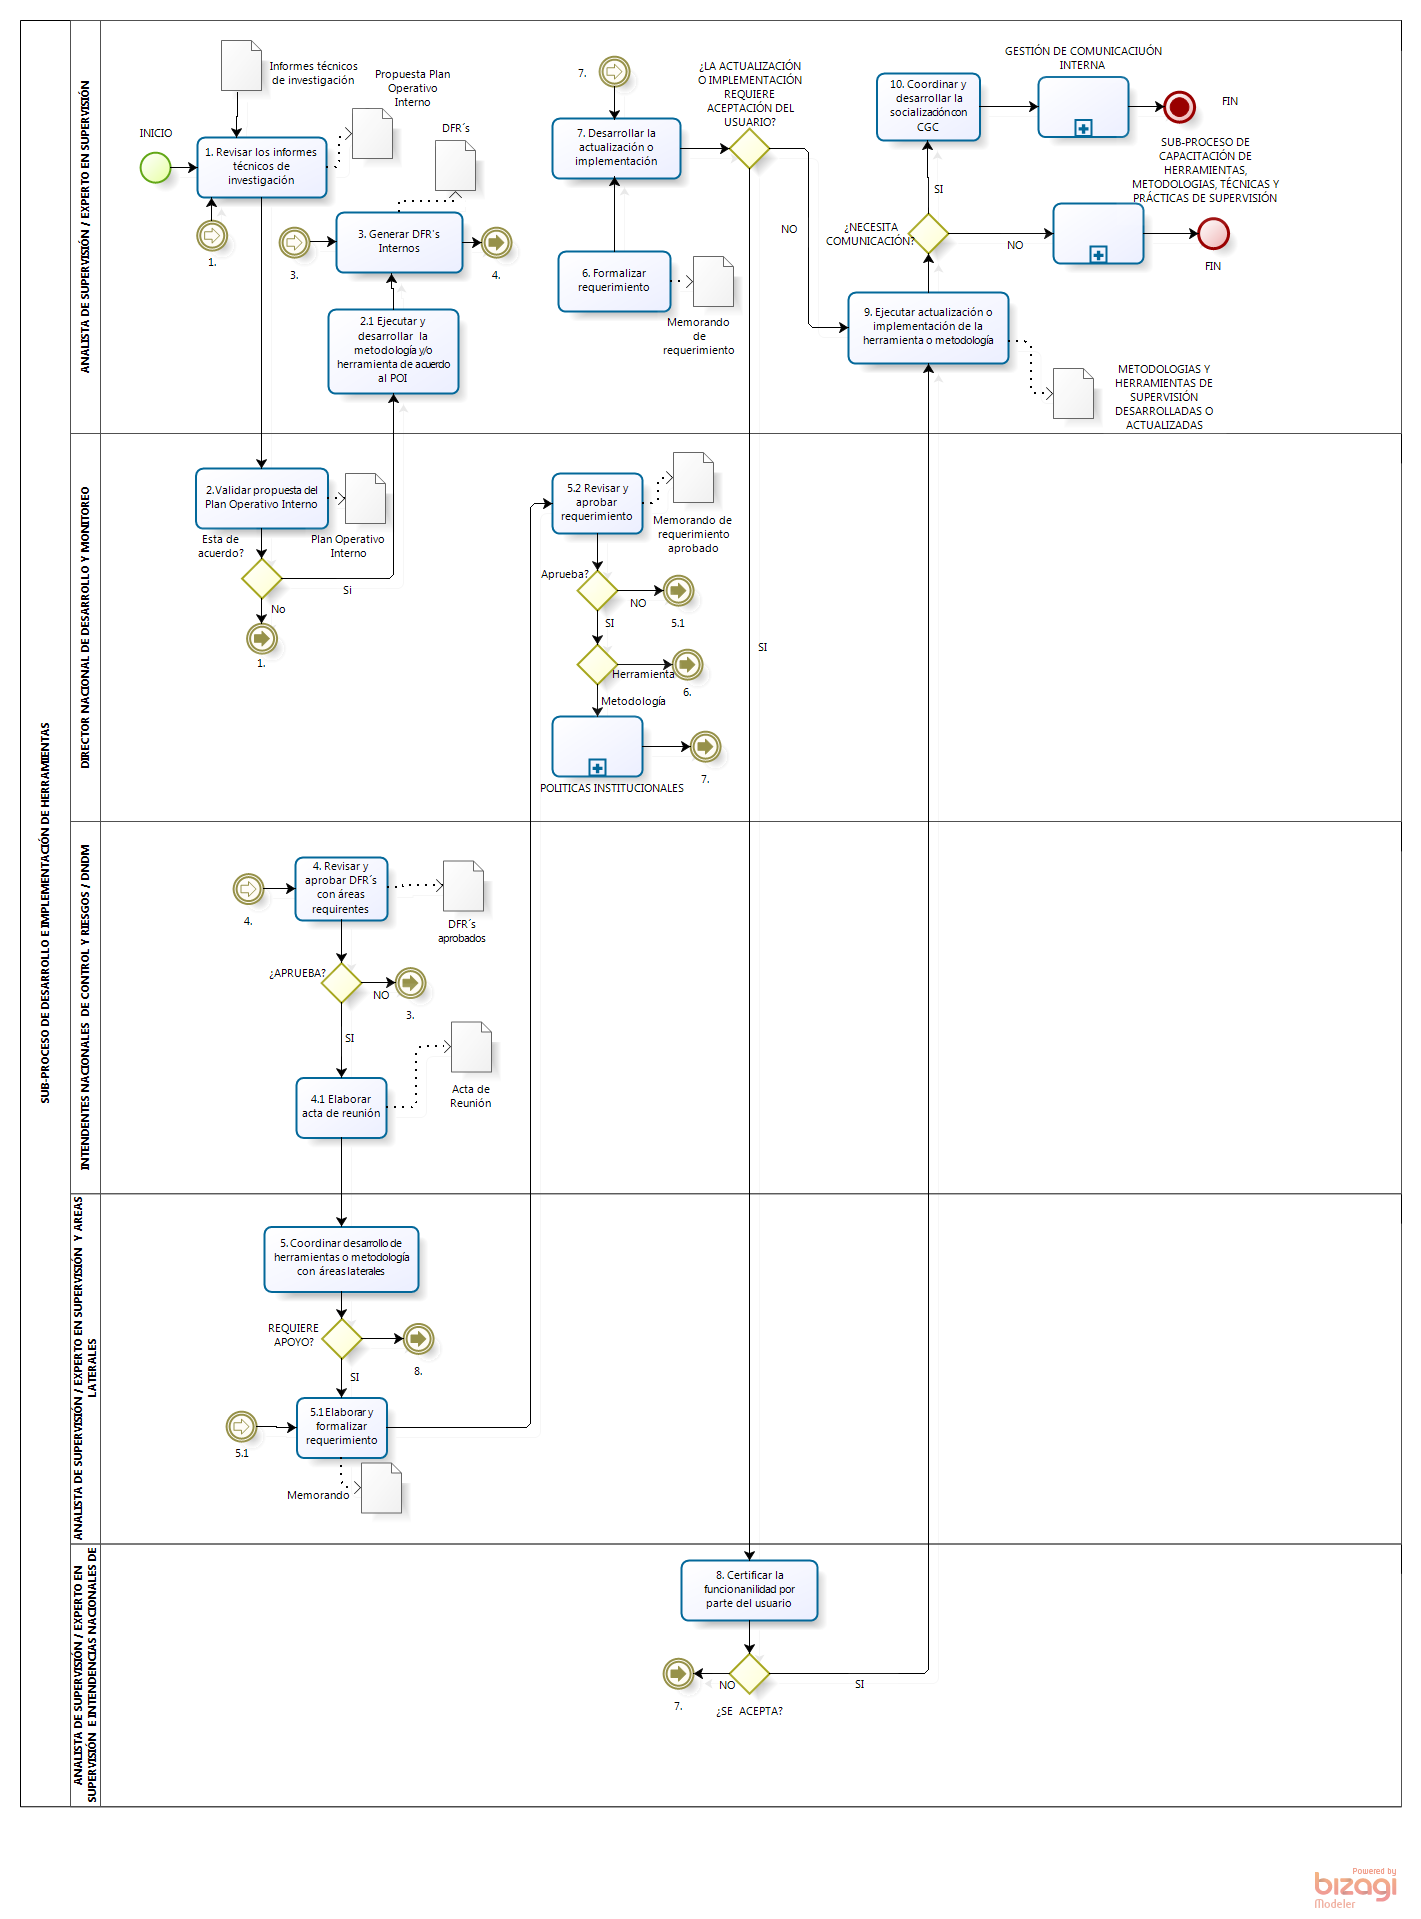 SUB-PROCESO DE DESARROLLO E IMPLEMENTACIÓN DE HERRAMIENTAS
ANALISTA DE SUPERVISIÓN / EXPERTO EN SUPERVISIÓN
INICIO
Informes técnicos
de investigación
1. Revisar los informes
técnicos de
investigación
1.
Propuesta Plan
Operativo
Interno
DFR´s
3.
3. Generar DFR´s
Internos
4.
2.1 Ejecutar y
desarrollar la
metodología y/o
herramienta de acuerdo
al POI
7.
7. Desarrollar la
actualización o
implementación
6. Formalizar
requerimiento
Memorando
de
requerimiento
¿LA ACTUALIZACIÓN
O IMPLEMENTACIÓN
REQUIERE
ACEPTACIÓN DEL
USUARIO?
NO
SI
10. Coordinar y
desarrollar la
socialización con
CGC
GESTIÓN DE COMUNICACIUÓN
INTERNA
FIN
SI
¿NECESITA
COMUNICACIÓN?
NO
SUB-PROCESO DE
CAPACITACIÓN DE
HERRAMIENTAS,
METODOLOGIAS, TÉCNICAS Y
PRÁCTICAS DE SUPERVISIÓN
FIN
9. Ejecutar actualización o
implementación de la
herramienta o metodología
METODOLOGIAS Y
HERRAMIENTAS DE
SUPERVISIÓN
DESARROLLADAS O
ACTUALIZADAS
DIRECTOR NACIONAL DE DESARROLLO Y MONITOREO
2.Validar propuesta del
Plan Operativo Interno
Plan Operativo
Interno
Esta de
acuerdo?
Si
No
1.
5.2 Revisar y
aprobar
requerimiento
Memorando de
requerimiento
aprobado
Aprueba?
NO
5.1
SI
Herramienta
6.
Metodología
POLITICAS INSTITUCIONALES
7.
INTENDENTES NACIONALES DE CONTROL Y RIESGOS / DNDM
4.
4. Revisar y
aprobar DFR´s
con áreas
requirentes
DFR´s
aprobados
¿APRUEBA?
NO
3.
SI
4.1 Elaborar
acta de reunión
Acta de
Reunión
ANALISTA DE SUPERVISIÓN / EXPERTO EN SUPERVISIÓN Y AREAS
LATERALES
5. Coordinar desarrollo de
herramientas o metodología
con áreas laterales
REQUIERE
APOYO?
8.
SI
5.1
5.1 Elaborar y
formalizar
requerimiento
Memorando
ANALISTA DE SUPERVISIÓN / EXPERTO EN
SUPERVISIÓN E INTENDENCIAS NACIONALES DE
8. Certificar la
funcionanilidad por
parte del usuario
7.
NO
SI
¿SE ACEPTA?
Powered by
bizagi
Modeler